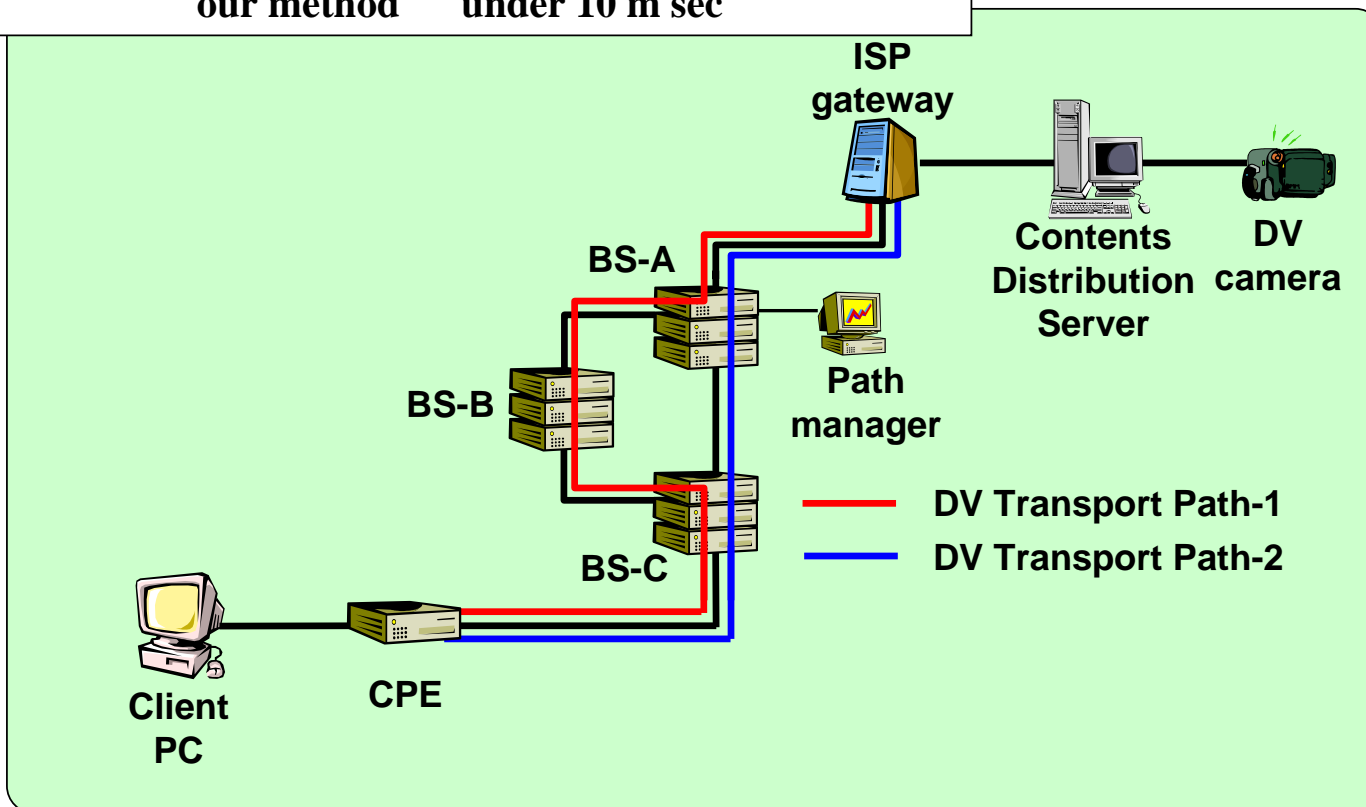 our method under 10 m sec
ISP
gateway
BS-A
Contents
Distribution
Server
DV
camera
Path
manager
BS-B
DV Transport Path-1
DV Transport Path-2
BS-C
CPE
Client
PC